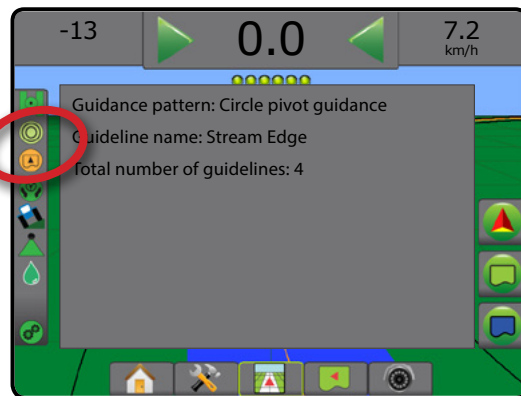 -13
0.0
7.2
km/h
Guidance pattern: Circle pivot guidance
Guideline name: Stream Edge
Total number of guidelines: 4